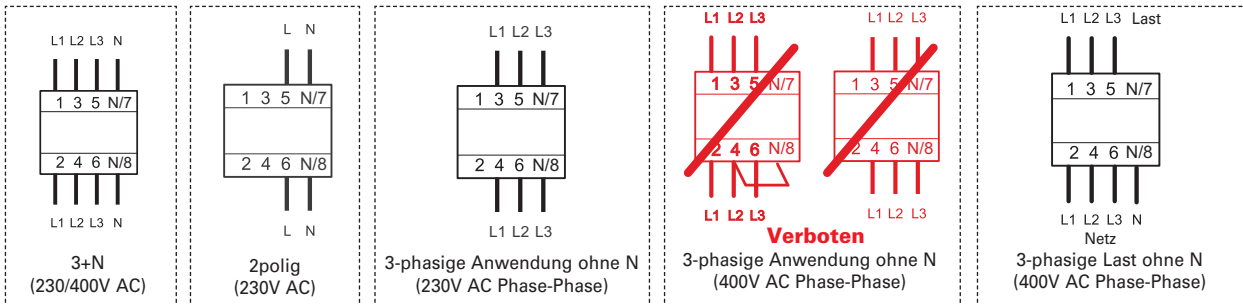 L1 L2 L3 N
1 3 5 N/7
2 4 6 N/8
L1 L2 L3 N
3+N
(230/400V AC)
L N
1 3 5 N/7
2 4 6 N/8
L N
2polig
(230V AC)
L1 L2 L3
1 3 5 N/7
2 4 6 N/8
L1 L2 L3
3-phasige Anwendung ohne N
(230V AC Phase-Phase)
L1 L2 L3
1 3 5 N/7
2 4 6 N/8
L1 L2 L3
L1 L2 L3
1 3 5 N/7
2 4 6 N/8
L1 L2 L3
Verboten
3-phasige Anwendung ohne N
(400V AC Phase-Phase)
L1 L2 L3 Last
1 3 5 N/7
2 4 6 N/8
L1 L2 L3 N
Netz
3-phasige Last ohne N
(400V AC Phase-Phase)